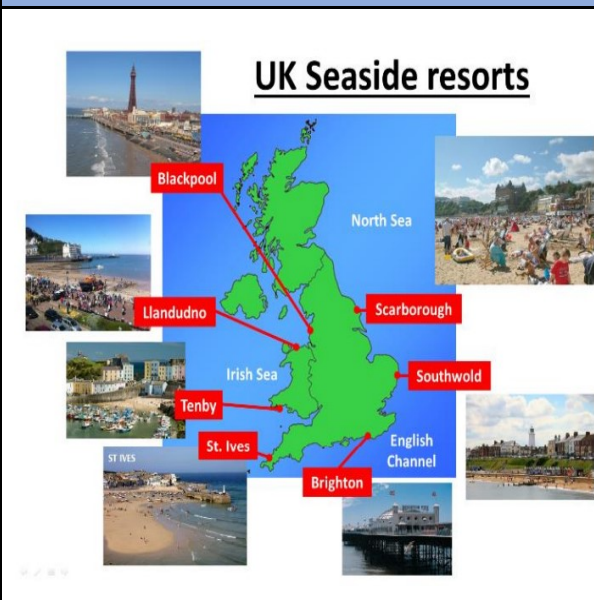 UK Seaside resorts
Blackpool
North Sea
Llandudno
Scarborough
Irish Sea
Southwold
Tenby
St. Ives
English
Channel
ST IVES
Brighton